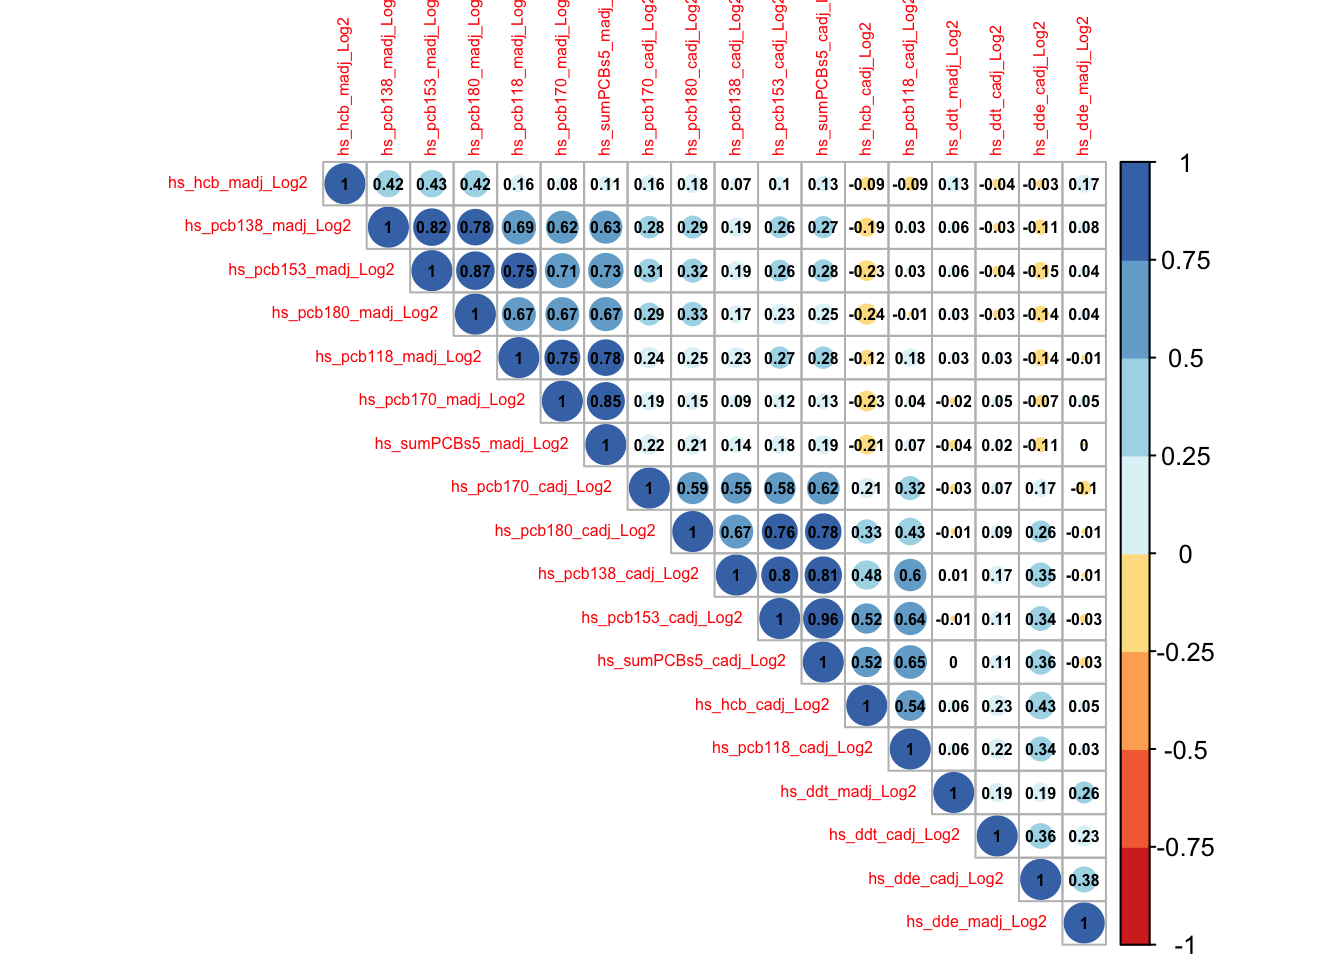 hs_hcb_madj_Log2
hs_pcb138_madj_Log2
hs_pcb153_madj_Log2
hs_pcb180_madj_Log2
hs_pcb118_madj_Log2
hs_pcb170_madj_Log2
hs_sumPCBs5_madj_
hs_pcb170_cadj_Log2
hs_pcb180_cadj_Log2
hs_pcb138_cadj_Log2
hs_pcb153_cadj_Log2
hs_sumPCBs5_cadj_L
hs_hcb_cadj_Log2
hs_pcb118_cadj_Log2
hs_ddt_madj_Log2
hs_ddt_cadj_Log2
hs_dde_cadj_Log2
hs_dde_madj_Log2
hs_hcb_madj_Log2 1 0.42 0.43 0.42 0.16 0.08 0.11 0.16 0.18 0.07 0.1 0.13 -0.09 -0.09 0.13 -0.04 -0.03 0.17
hs_pcb138_madj_Log2 1 0.82 0.78 0.69 0.62 0.63 0.28 0.29 0.19 0.26 0.27 -0.19 0.03 0.06 -0.03 -0.11 0.08
hs_pcb153_madj_Log2 1 0.87 0.75 0.71 0.73 0.31 0.32 0.19 0.26 0.28 -0.23 0.03 0.06 -0.04 -0.15 0.04
hs_pcb180_madj_Log2 1 0.67 0.67 0.67 0.29 0.33 0.17 0.23 0.25 -0.24 -0.01 0.03 -0.03 -0.14 0.04
hs_pcb118_madj_Log2 1 0.75 0.78 0.24 0.25 0.23 0.27 0.28 -0.12 0.18 0.03 0.03 -0.14 -0.01
hs_pcb170_madj_Log2 1 0.85 0.19 0.15 0.09 0.12 0.13 -0.23 0.04 -0.02 0.05 -0.07 0.05
hs_sumPCBs5_madj_Log2 1 0.22 0.21 0.14 0.18 0.19 -0.21 0.07 -0.04 0.02 -0.11 0
hs_pcb170_cadj_Log2 1 0.59 0.55 0.58 0.62 0.21 0.32 -0.03 0.07 0.17 -0.1
hs_pcb180_cadj_Log2 1 0.67 0.76 0.78 0.33 0.43 -0.01 0.09 0.26 -0.01
hs_pcb138_cadj_Log2 1 0.8 0.81 0.48 0.6 0.01 0.17 0.35 -0.01
hs_pcb153_cadj_Log2 1 0.96 0.52 0.64 -0.01 0.11 0.34 -0.03
hs_sumPCBs5_cadj_Log2 1 0.52 0.65 0 0.11 0.36 -0.03
hs_hcb_cadj_Log2 1 0.54 0.06 0.23 0.43 0.05
hs_pcb118_cadj_Log2 1 0.06 0.22 0.34 0.03
hs_ddt_madj_Log2 1 0.19 0.19 0.26
hs_ddt_cadj_Log2 1 0.36 0.23
hs_dde_cadj_Log2 1 0.38
hs_dde_madj_Log2 1
1
0.75
0.5
0.25
0
-0.25
-0.5
-0.75
-1